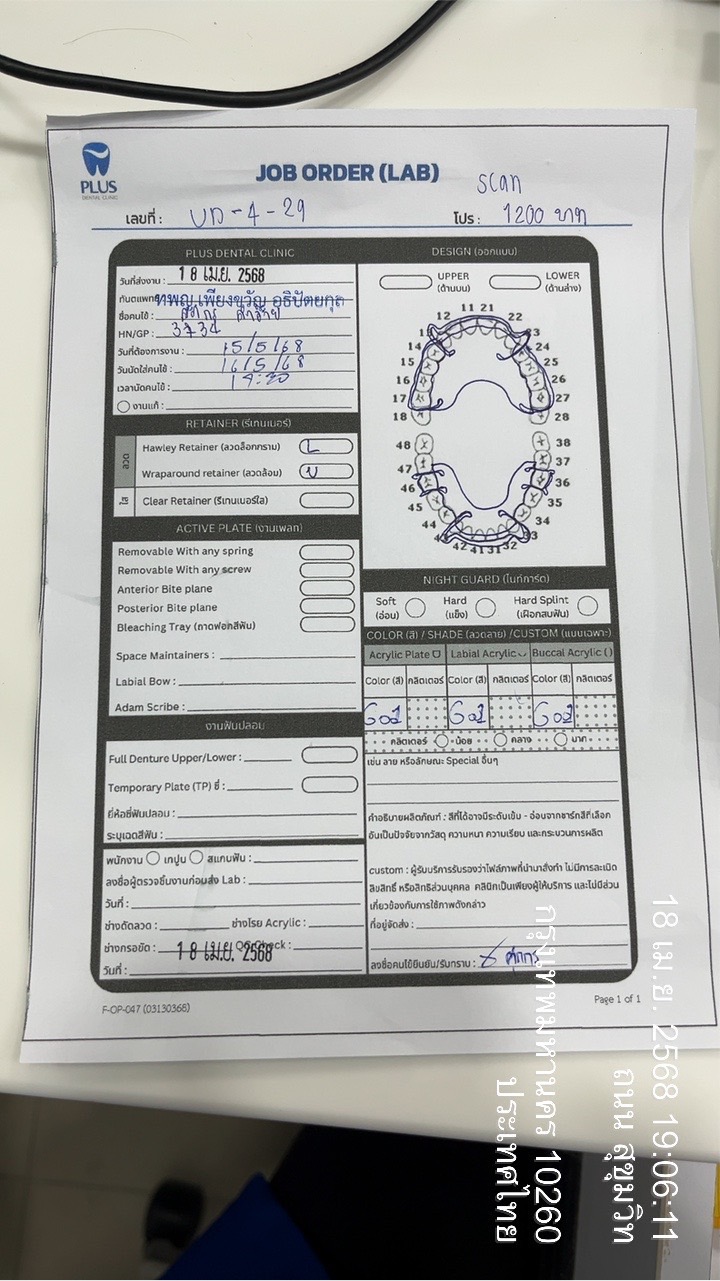 PLUS
DENTAL CLINIC
JOB ORDER (LAB)
scan
เลขที่ : บด-4-29
โปร : 1200 บาท
PLUS DENTAL CLINIC
วันที่ส่งงาน : 18 เม.ย. 2568
ทันตแพทย์ ทพญ.เพียงขวัญ อธิปัตยกุล
ชื่อคนไข้ : ศุภกร
HN/GP : 3734
วันที่ต้องการงาน : 15/5/68
วันนัดใส่คนไข้ : 16/5/68
เวลานัดคนไข้ :
งานแก้ :
RETAINER (รีเทนเนอร์)
ลวด
Hawley Retainer (ลวดล็อกกราม) L
Wraparound retainer (ลวดล้อม) U
ใส
Clear Retainer (รีเทนเนอร์ใส)
ACTIVE PLATE (งานเพลท)
Removable With any spring
Removable With any screw
Anterior Bite plane
Posterior Bite plane
Bleaching Tray (ถาดฟอกสีฟัน)
Space Maintainers :
Labial Bow :
Adam Scribe :
งานฟันปลอม
Full Denture Upper/Lower :
Temporary Plate (TP) ซี่ :
ยี่ห้อซี่ฟันปลอม :
ระบุเฉดสีฟัน :
พนักงาน เทปูน สแกนฟัน :
ลงชื่อผู้ตรวจชิ้นงานก่อนส่ง Lab :
วันที่ :
ช่างดัดลวด : ช่างโรย Acrylic :
ช่างกรอขัด : QC Check :
18 เม.ย. 2568
วันที่ :
DESIGN (ออกแบบ)
UPPER (ด้านบน)
LOWER (ด้านล่าง)
11 21
12 22
23
14 24
15 25
16 26
17 27
18 28
48 38
47 37
46 36
45 35
44 34
43 33
42 41 31 32
NIGHT GUARD (ไนท์การ์ด)
Soft (อ่อน)
Hard (แข็ง)
Hard Splint (เฝือกสบฟัน)
COLOR (สี) / SHADE (ลวดลาย) /CUSTOM (แบบเฉพาะ)
Acrylic Plate Labial Acrylic Buccal Acrylic ()
Color (สี) กลิตเตอร์ Color (สี) กลิตเตอร์ Color (สี) กลิตเตอร์
G02 G02 G02
กลิตเตอร์ น้อย กลาง มาก
เช่น ลาย หรือลักษณะ Special อื่นๆ
คำอธิบายผลิตภัณฑ์ : สีที่ได้อาจมีระดับเข้ม - อ่อนจากชาร์ทสีที่เลือก
อันเป็นปัจจัยจากวัสดุ ความหนา ความเรียบ และกระบวนการผลิต
custom : ผู้รับบริการรับรองว่าไฟล์ภาพที่นำมาสั่งทำ ไม่มีการละเมิด
ลิขสิทธิ์ หรือสิทธิส่วนบุคคล คลินิกเป็นเพียงผู้ให้บริการ และไม่มีส่วน
เกี่ยวข้องกับการใช้ภาพดังกล่าว
ที่อยู่จัดส่ง :
ลงชื่อคนไข้ยืนยัน/รับทราบ : ศุภกร
F-OP-047 (03130368)
Page 1 of 1
18 เม.ย. 2568 19:06:11
ถนน สุขุมวิท
กรุงเทพมหานคร 10260
ประเทศไทย